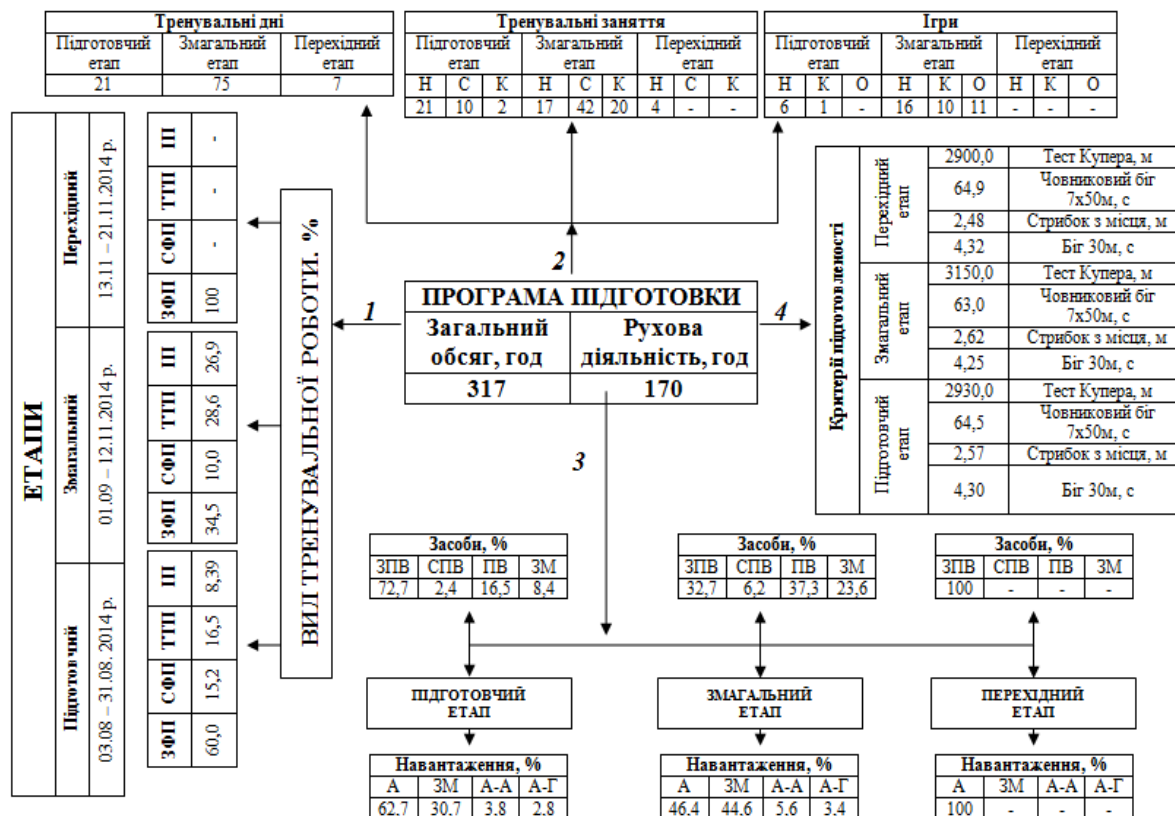 Тренувальні дні
Підготовчий етап Змагальний етап Перехідний етап
21 75 7
Тренувальні заняття
Підготовчий етап Змагальний етап Перехідний етап
Н С К Н С К Н С К
21 10 2 17 42 20 4 - -
Ігри
Підготовчий етап Змагальний етап Перехідний етап
Н К О Н К О Н К О
6 1 - 16 10 11 - - -
ЕТАПИ
Перехідний
13.11 – 21.11.2014 р.
Змагальний
01.09 – 12.11.2014 р.
Підготовчий
03.08 – 31.08. 2014 р.
ЗФП СФП ТТП ІП
100 - - -
ЗФП СФП ТТП ІП
34,5 10,0 28,6 26,9
ЗФП СФП ТТП ІП
60,0 15,2 16,5 8,39
ВИД ТРЕНУВАЛЬНОЇ РОБОТИ. %
1
2
3
4
ПРОГРАМА ПІДГОТОВКИ
Загальний обсяг, год
Рухова діяльність, год
317 170
Критерії підготовленості
Перехідний етап
2900,0 Тест Купера, м
64,9 Човниковий біг 7х50м, с
2,48 Стрибок з місця, м
4,32 Біг 30м, с
Змагальний етап
3150,0 Тест Купера, м
63,0 Човниковий біг 7х50м, с
2,62 Стрибок з місця, м
4,25 Біг 30м, с
Підготовчий етап
2930,0 Тест Купера, м
64,5 Човниковий біг 7х50м, с
2,57 Стрибок з місця, м
4,30 Біг 30м, с
Засоби, %
ЗПВ СПВ ПВ ЗМ
72,7 2,4 16,5 8,4
Засоби, %
ЗПВ СПВ ПВ ЗМ
32,7 6,2 37,3 23,6
Засоби, %
ЗПВ СПВ ПВ ЗМ
100 - - -
ПІДГОТОВЧИЙ
ЕТАП
ЗМАГАЛЬНИЙ
ЕТАП
ПЕРЕХІДНИЙ
ЕТАП
Навантаження, %
А ЗМ А-А А-Г
62,7 30,7 3,8 2,8
Навантаження, %
А ЗМ А-А А-Г
46,4 44,6 5,6 3,4
Навантаження, %
А ЗМ А-А А-Г
100 - - -